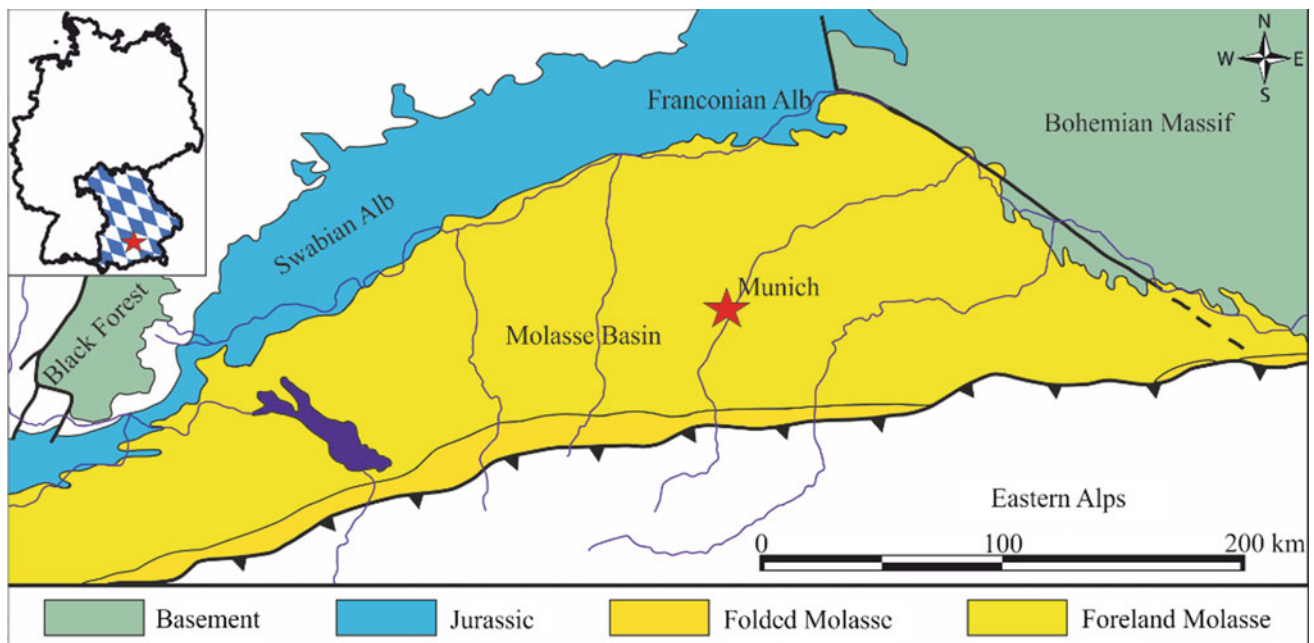 N
W E
S
Franconian Alb
Bohemian Massif
Swabian Alb
Black Forest
Munich
Molasse Basin
Eastern Alps
0 100 200 km
Basement Jurassic Folded Molasse Foreland Molasse